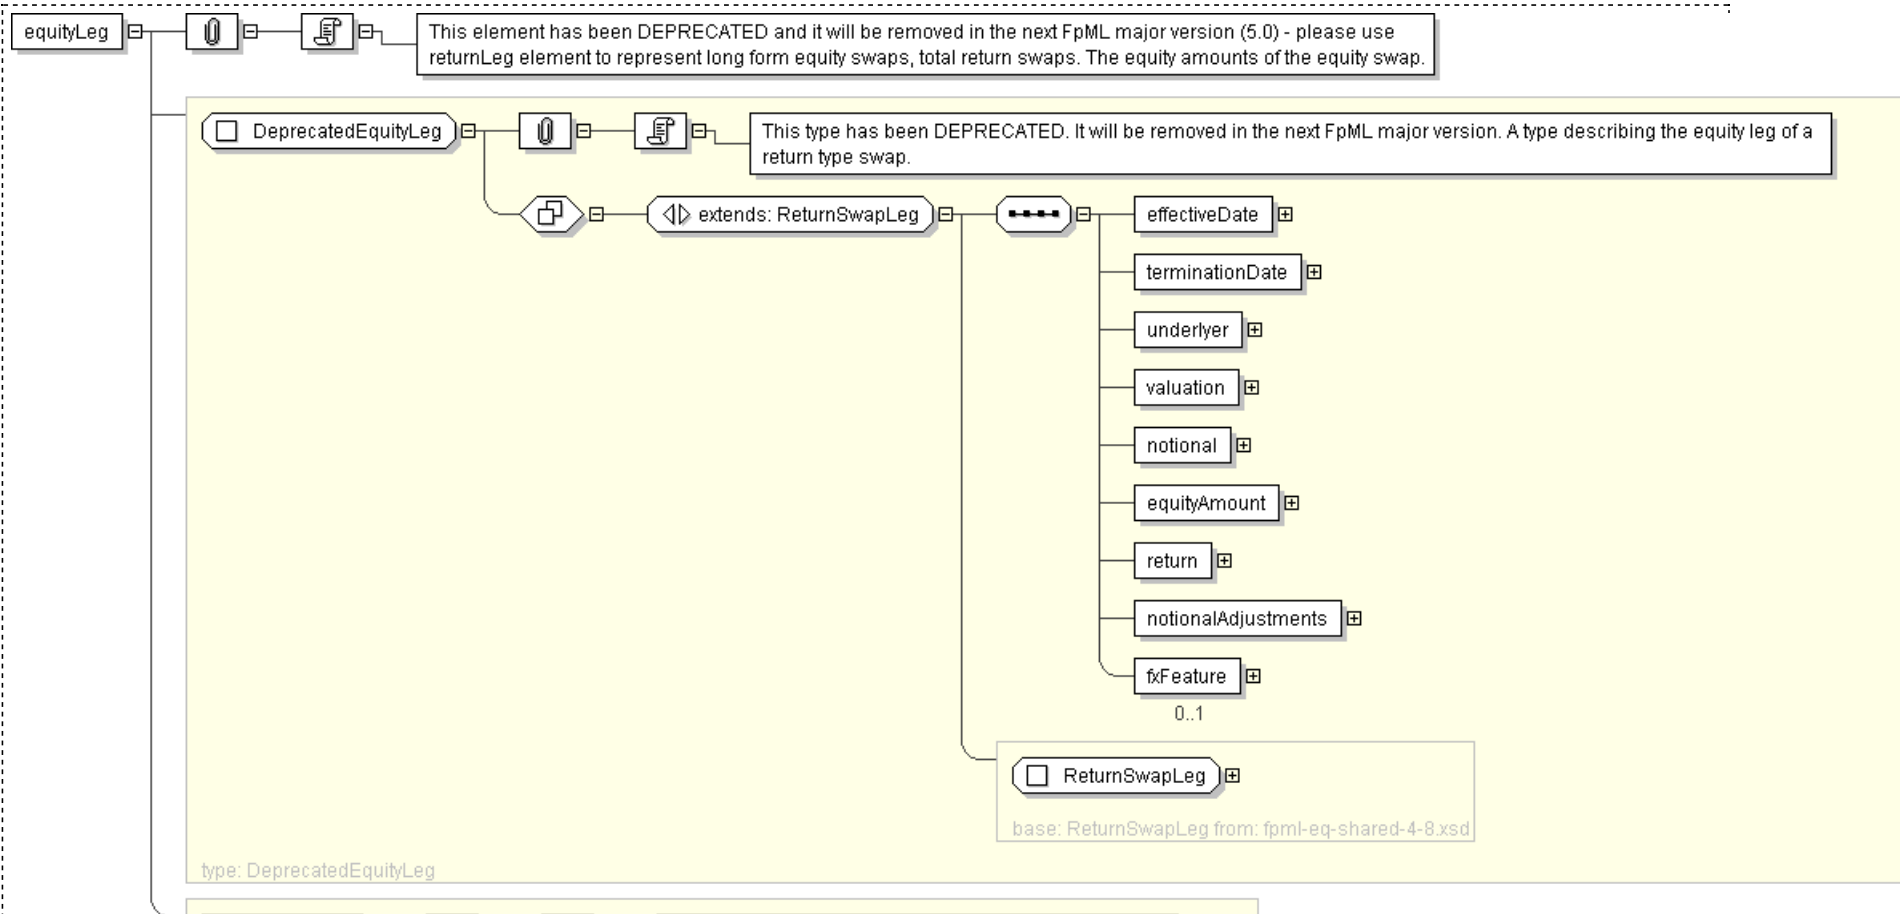 equityLeg
This element has been DEPRECATED and it will be removed in the next FpML major version (5.0) - please use
returnLeg element to represent long form equity swaps, total return swaps. The equity amounts of the equity swap.
DeprecatedEquityLeg
This type has been DEPRECATED. It will be removed in the next FpML major version. A type describing the equity leg of a
return type swap.
extends: ReturnSwapLeg
effectiveDate
terminationDate
underlyer
valuation
notional
equityAmount
return
notionalAdjustments
fxFeature
0..1
ReturnSwapLeg
base: ReturnSwapLeg from: fpml-eq-shared-4-8.xsd
type: DeprecatedEquityLeg